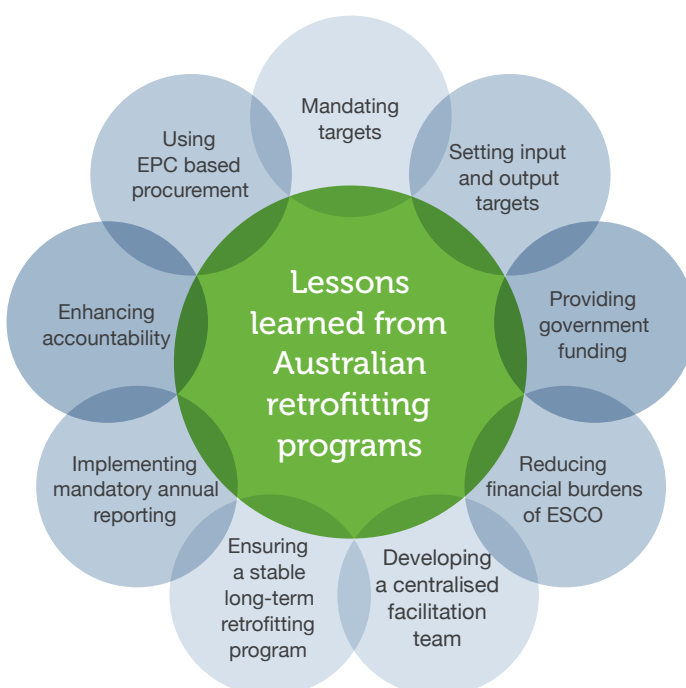 Mandating
targets
Setting input
and output
targets
Providing
government
funding
Reducing
financial burdens
of ESCO
Developing
a centralised
facilitation
team
Ensuring
a stable
long-term
retrofitting
program
Implementing
mandatory annual
reporting
Enhancing
accountability
Using
EPC based
procurement
Lessons
learned from
Australian
retrofitting
programs